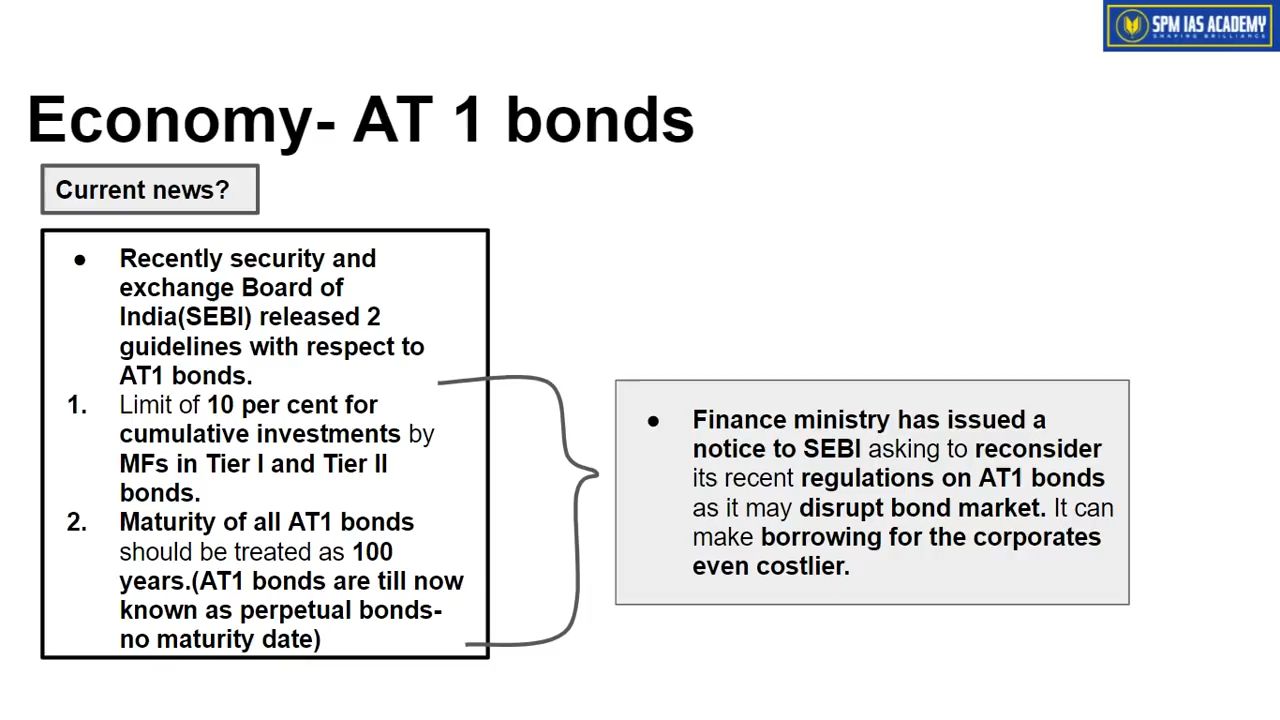 SPM IAS ACADEMY
SHAPING BRILLIANCE
Economy- AT 1 bonds
Current news?
● Recently security and
exchange Board of
India(SEBI) released 2
guidelines with respect to
AT1 bonds.
1. Limit of 10 per cent for
cumulative investments by
MFs in Tier I and Tier II
bonds.
2. Maturity of all AT1 bonds
should be treated as 100
years.(AT1 bonds are till now
known as perpetual bonds-
no maturity date)
● Finance ministry has issued a
notice to SEBI asking to reconsider
its recent regulations on AT1 bonds
as it may disrupt bond market. It can
make borrowing for the corporates
even costlier.